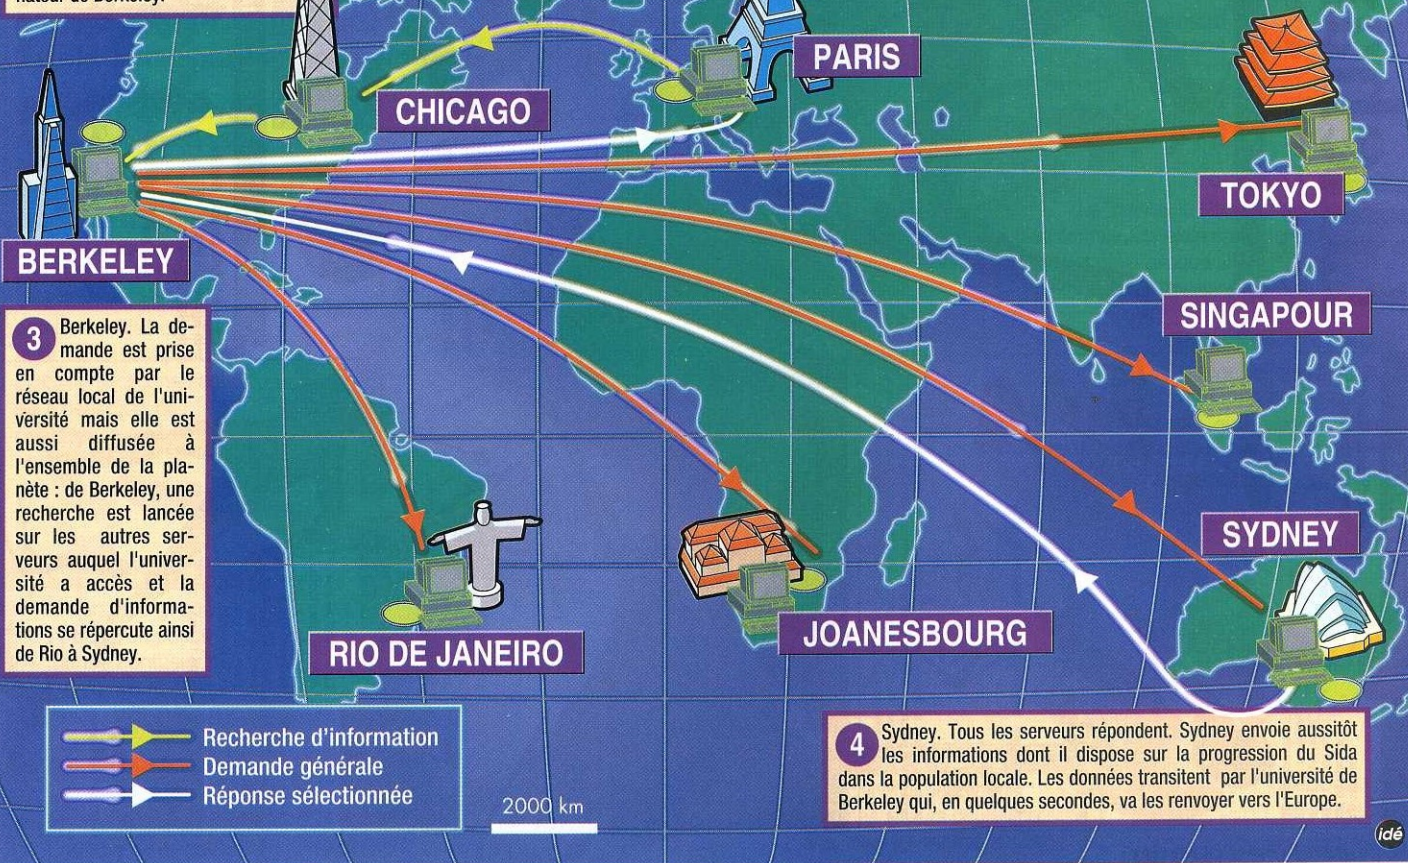 nateur de Berkeley.
PARIS
CHICAGO
TOKYO
BERKELEY
SINGAPOUR
3 Berkeley. La de-
mande est prise
en compte par le
réseau local de l'uni-
versité mais elle est
aussi diffusée à
l'ensemble de la pla-
nète : de Berkeley, une
recherche est lancée
sur les autres ser-
veurs auquel l'univer-
sité a accès et la
demande d'informa-
tions se répercute ainsi
de Rio à Sydney.
SYDNEY
JOANESBOURG
RIO DE JANEIRO
Recherche d'information
Demande générale
Réponse sélectionnée
2000 km
4 Sydney. Tous les serveurs répondent. Sydney envoie aussitôt
les informations dont il dispose sur la progression du Sida
dans la population locale. Les données transitent par l'université de
Berkeley qui, en quelques secondes, va les renvoyer vers l'Europe.
idé